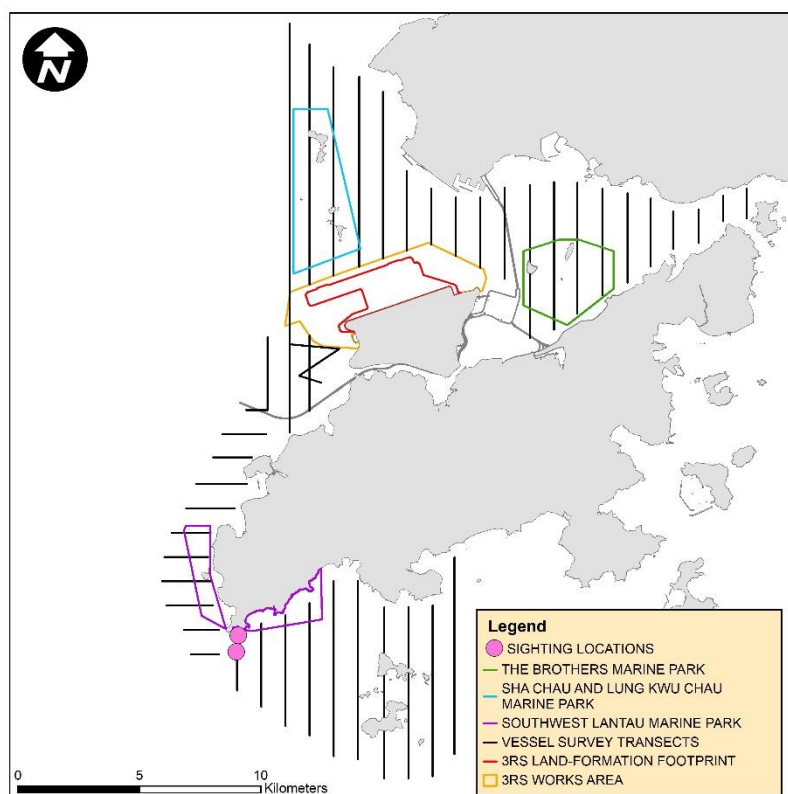 N
Legend
SIGHTING LOCATIONS
THE BROTHERS MARINE PARK
SHA CHAU AND LUNG KWU CHAU
MARINE PARK
SOUTHWEST LANTAU MARINE PARK
VESSEL SURVEY TRANSECTS
3RS LAND-FORMATION FOOTPRINT
3RS WORKS AREA
0 5 10
Kilometers